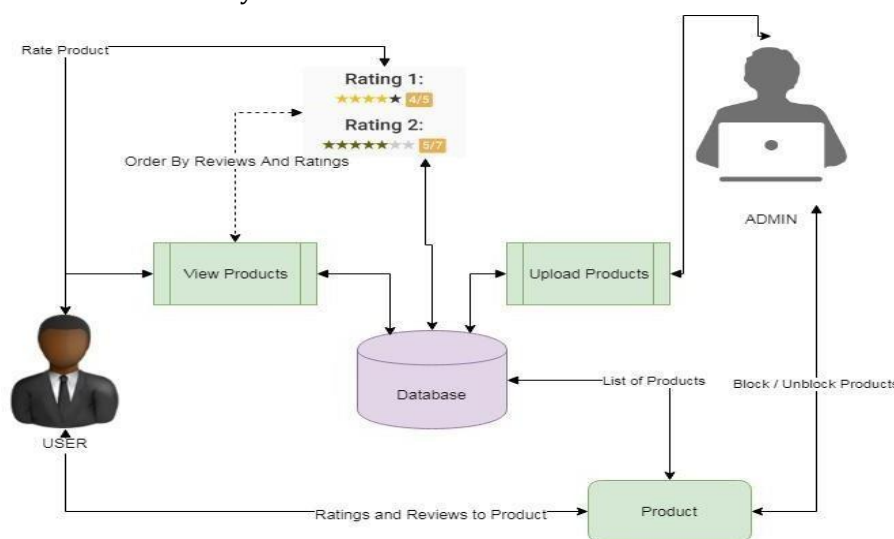 Rate Product
Rating 1:
4/5
Rating 2:
5/7
Order By Reviews And Ratings
ADMIN
View Products
Upload Products
Database
List of Products
Block / Unblock Products
USER
Ratings and Reviews to Product
Product